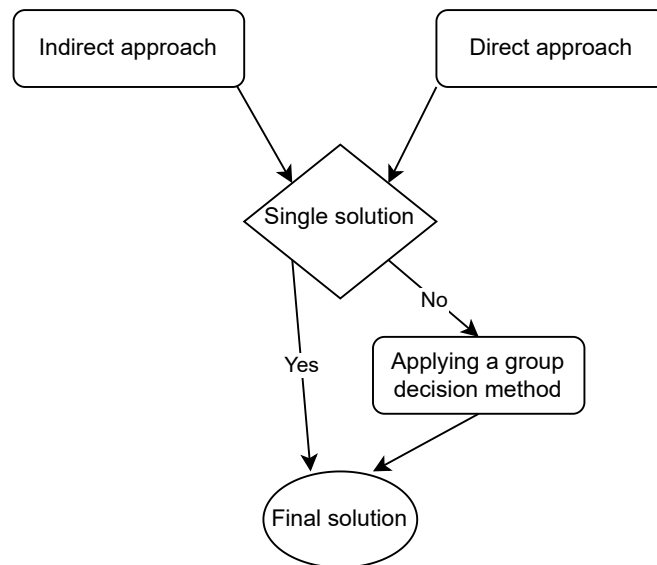 Indirect approach
Direct approach
Single solution
No
Yes
Applying a group
decision method
Final solution